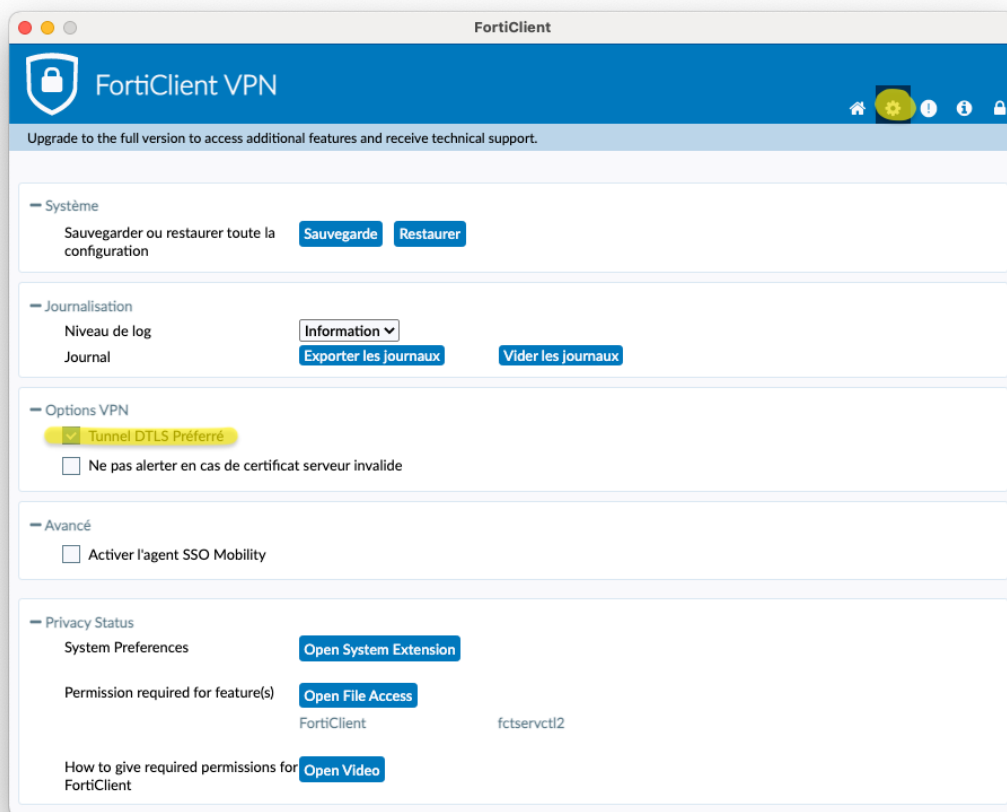 FortiClient
FortiClient VPN
Upgrade to the full version to access additional features and receive technical support.
Système
Sauvegarder ou restaurer toute la
configuration
Sauvegarde
Restaurer
Journalisation
Niveau de log
Information
Journal
Exporter les journaux
Vider les journaux
Options VPN
Tunnel DTLS Préférré
Ne pas alerter en cas de certificat serveur invalide
Avancé
Activer l'agent SSO Mobility
Privacy Status
System Preferences
Open System Extension
Permission required for feature(s)
Open File Access
FortiClient
fctservctl2
How to give required permissions for
FortiClient
Open Video